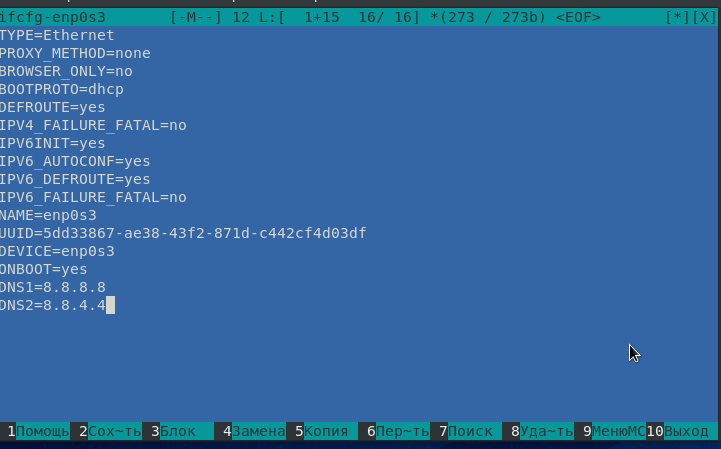 ifcfg-enp0s3 [-M--] 12 L:[ 1+15 16/ 16] *(273 / 273b) <EOF> [*][X]
TYPE=Ethernet
PROXY_METHOD=none
BROWSER_ONLY=no
BOOTPROTO=dhcp
DEFROUTE=yes
IPV4_FAILURE_FATAL=no
IPV6INIT=yes
IPV6_AUTOCONF=yes
IPV6_DEFROUTE=yes
IPV6_FAILURE_FATAL=no
NAME=enp0s3
UUID=5dd33867-ae38-43f2-871d-c442cf4d03df
DEVICE=enp0s3
ONBOOT=yes
DNS1=8.8.8.8
DNS2=8.8.4.4
1Помощь 2Сох~ть 3Блок 4Замена 5Копия 6Пер~ть 7Поиск 8Уда~ть 9МенюMC 10Выход